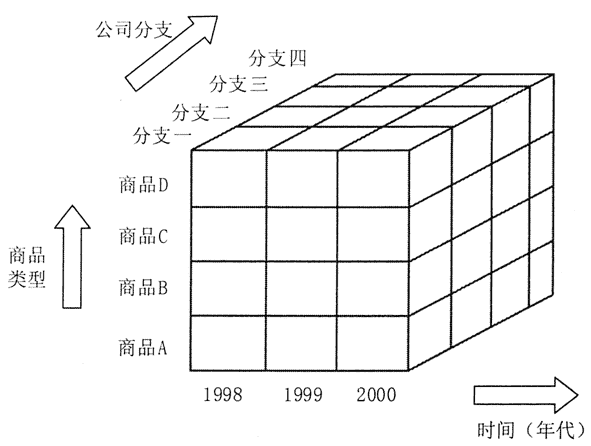 公司分支
分支四
分支三
分支二
分支一
商品D
商品C
商品B
商品A
商品
类型
1998 1999 2000
时间（年代）